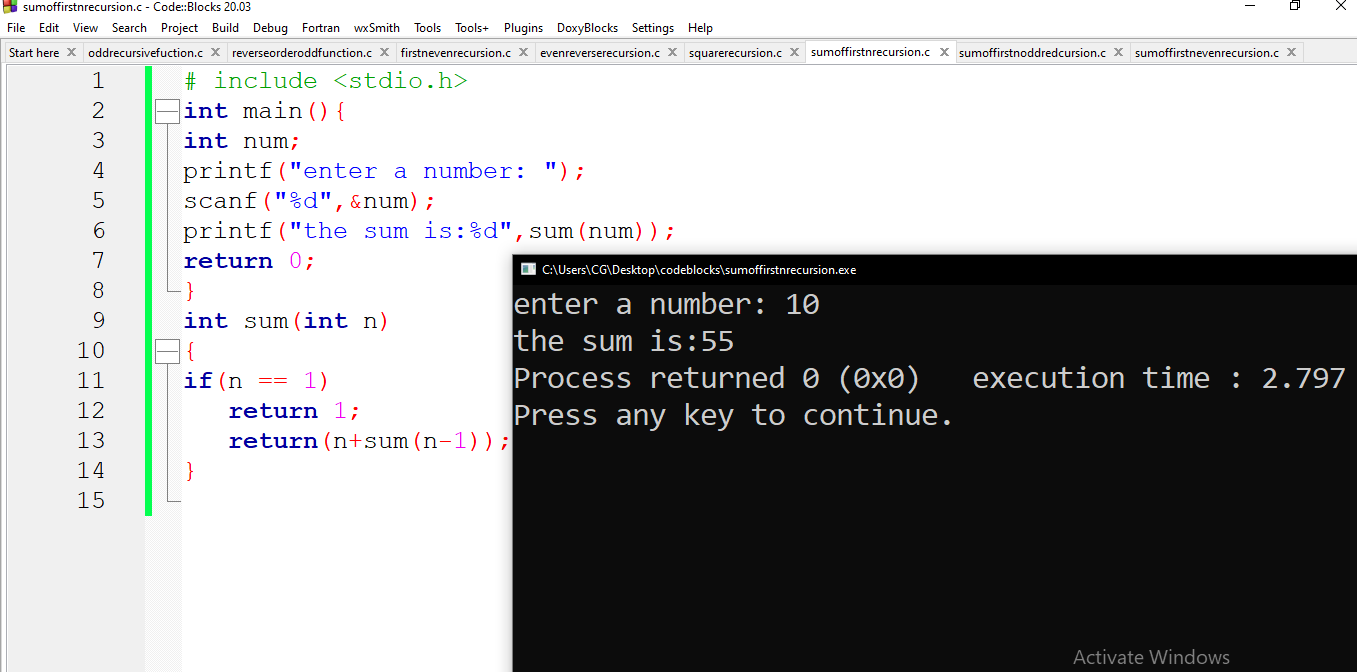 sumoffirstnrecursion.c - Code::Blocks 20.03
File Edit View Search Project Build Debug Fortran wxSmith Tools Tools+ Plugins DoxyBlocks Settings Help
Start here oddrecursivefuction.c reverseorderoddfunction.c firstnevenrecursion.c evenreverserecursion.c squarerecursion.c sumoffirstnrecursion.c sumoffirstnoddredcursion.c sumoffirstnevenrecursion.c
1 # include <stdio.h>
2 int main(){
3 int num;
4 printf("enter a number: ");
5 scanf("%d",&num);
6 printf("the sum is:%d",sum(num));
7 return 0;
8 }
9 int sum(int n)
10 {
11 if(n == 1)
12 return 1;
13 return(n+sum(n-1));
14 }
15
C:\Users\CG\Desktop\codeblocks\sumoffirstnrecursion.exe
enter a number: 10
the sum is:55
Process returned 0 (0x0) execution time : 2.797
Press any key to continue.
Activate Windows